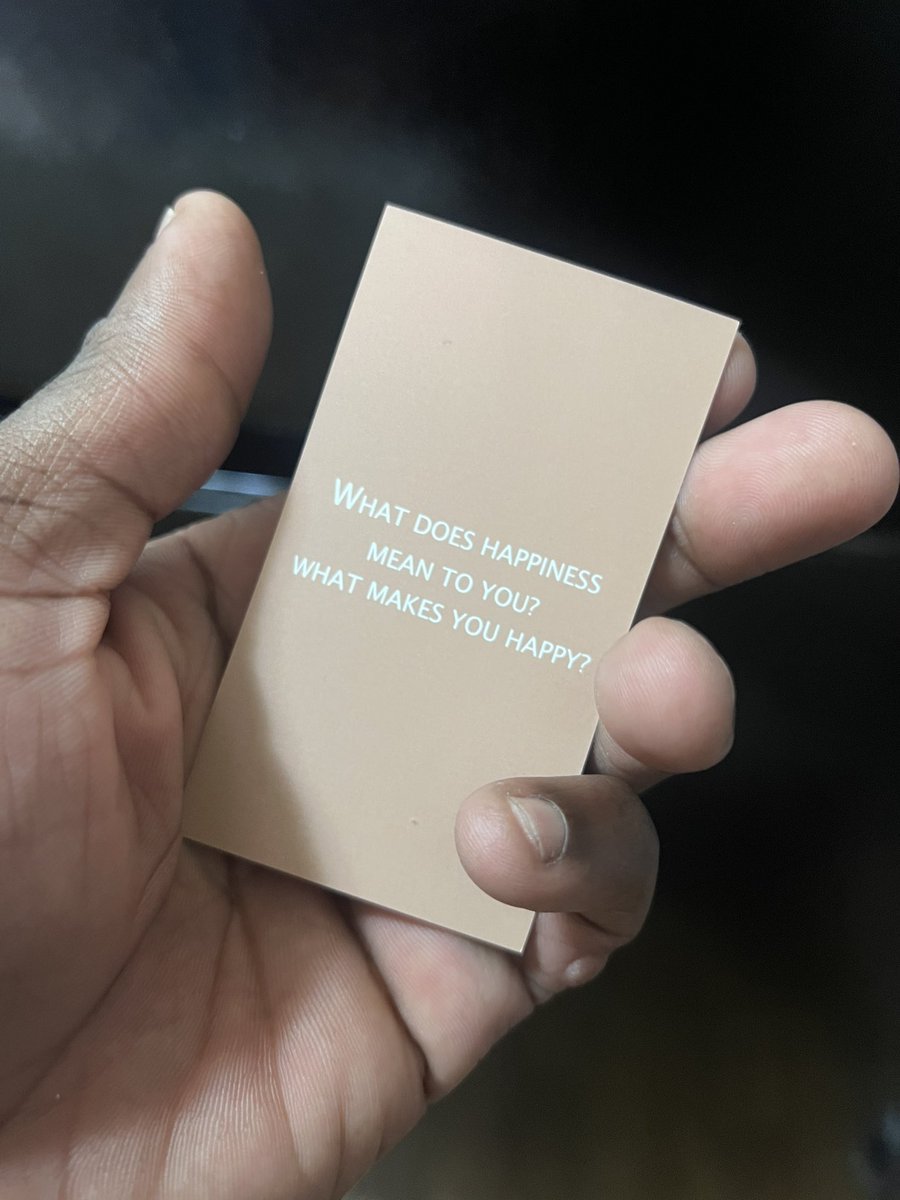 What does happiness
mean to you?
what makes you happy?